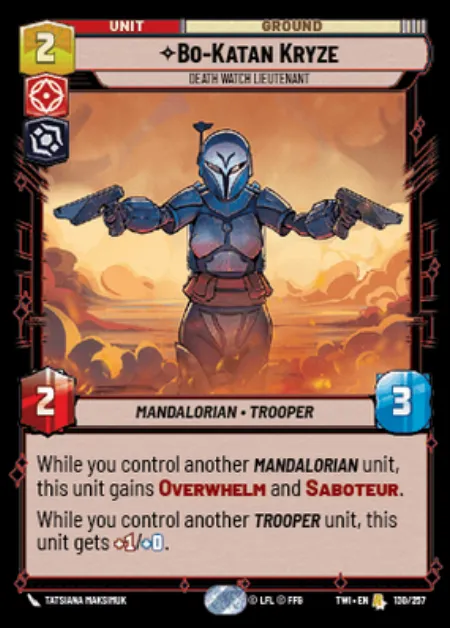 2
UNIT
GROUND
✧BO-KATAN KRYZE
DEATH WATCH LIEUTENANT
2
MANDALORIAN • TROOPER
3
While you control another MANDALORIAN unit,
this unit gains OVERWHELM and SABOTEUR.
While you control another TROOPER unit, this
unit gets +1/+0.
TATSIANA MAKSIMUK
© LFL © FFG
TWI • EN
R
130/257